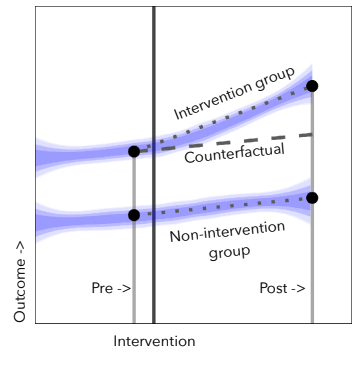 Intervention group
Counterfactual
Non-intervention
group
Pre ->
Post ->
Outcome ->
Intervention